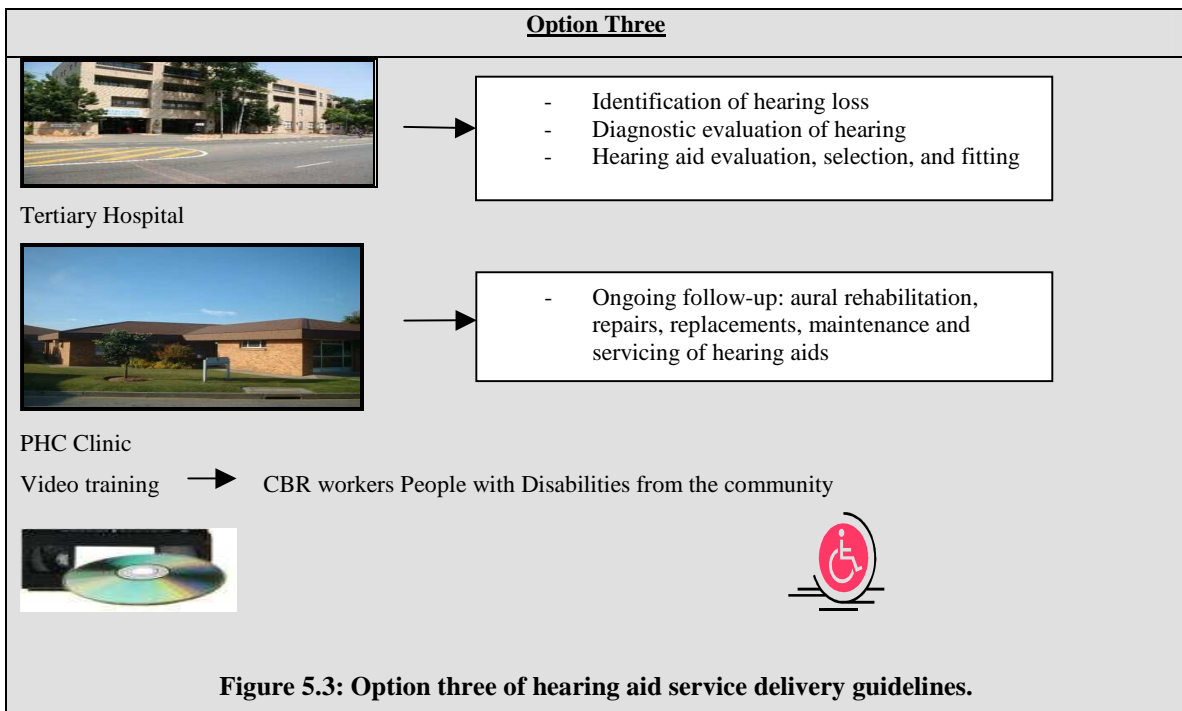 Option Three
- Identification of hearing loss
- Diagnostic evaluation of hearing
- Hearing aid evaluation, selection, and fitting
Tertiary Hospital
- Ongoing follow-up: aural rehabilitation,
repairs, replacements, maintenance and
servicing of hearing aids
PHC Clinic
Video training CBR workers People with Disabilities from the community
Figure 5.3: Option three of hearing aid service delivery guidelines.